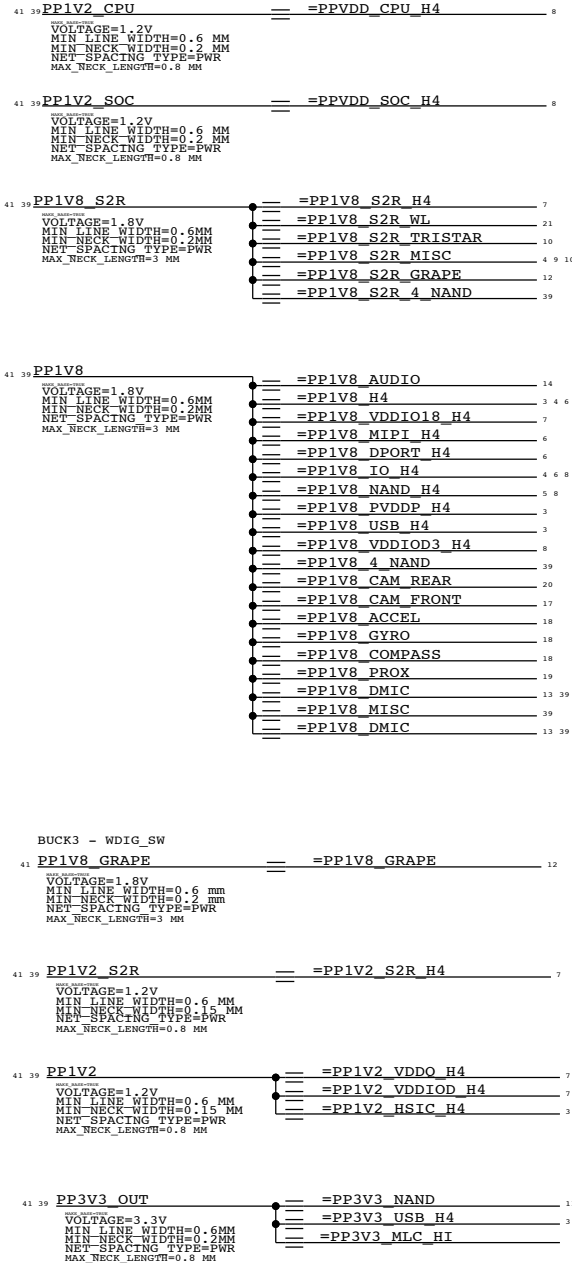 41 39 PP1V2_CPU =PPVDD_CPU_H4 8
MAKE_BASE=TRUE
VOLTAGE=1.2V
MIN_LINE_WIDTH=0.6 MM
MIN_NECK_WIDTH=0.2 MM
NET_SPACING_TYPE=PWR
MAX_NECK_LENGTH=0.8 MM
41 39 PP1V2_SOC =PPVDD_SOC_H4 8
MAKE_BASE=TRUE
VOLTAGE=1.2V
MIN_LINE_WIDTH=0.6 MM
MIN_NECK_WIDTH=0.2 MM
NET_SPACING_TYPE=PWR
MAX_NECK_LENGTH=0.8 MM
41 39 PP1V8_S2R =PP1V8_S2R_H4 7
MAKE_BASE=TRUE
VOLTAGE=1.8V
MIN_LINE_WIDTH=0.6MM
MIN_NECK_WIDTH=0.2MM
NET_SPACING_TYPE=PWR
MAX_NECK_LENGTH=3 MM
=PP1V8_S2R_WL 21
=PP1V8_S2R_TRISTAR 10
=PP1V8_S2R_MISC 4 9 10
=PP1V8_S2R_GRAPE 12
=PP1V8_S2R_4_NAND 39
41 39 PP1V8
MAKE_BASE=TRUE
VOLTAGE=1.8V
MIN_LINE_WIDTH=0.6MM
MIN_NECK_WIDTH=0.2MM
NET_SPACING_TYPE=PWR
MAX_NECK_LENGTH=3 MM
=PP1V8_AUDIO 14
=PP1V8_H4 3 4 6
=PP1V8_VDDIO18_H4 7
=PP1V8_MIPI_H4 6
=PP1V8_DPORT_H4 6
=PP1V8_IO_H4 4 6 8
=PP1V8_NAND_H4 5 8
=PP1V8_PVDDP_H4 3
=PP1V8_USB_H4 3
=PP1V8_VDDIOD3_H4 8
=PP1V8_4_NAND 39
=PP1V8_CAM_REAR 20
=PP1V8_CAM_FRONT 17
=PP1V8_ACCEL 18
=PP1V8_GYRO 18
=PP1V8_COMPASS 18
=PP1V8_PROX 19
=PP1V8_DMIC 13 39
=PP1V8_MISC 39
=PP1V8_DMIC 13 39
BUCK3 - WDIG_SW
41 PP1V8_GRAPE =PP1V8_GRAPE 12
MAKE_BASE=TRUE
VOLTAGE=1.8V
MIN_LINE_WIDTH=0.6 mm
MIN_NECK_WIDTH=0.2 mm
NET_SPACING_TYPE=PWR
MAX_NECK_LENGTH=3 MM
41 39 PP1V2_S2R =PP1V2_S2R_H4 7
MAKE_BASE=TRUE
VOLTAGE=1.2V
MIN_LINE_WIDTH=0.6 MM
MIN_NECK_WIDTH=0.15 MM
NET_SPACING_TYPE=PWR
MAX_NECK_LENGTH=0.8 MM
41 39 PP1V2 =PP1V2_VDDQ_H4 7
MAKE_BASE=TRUE
VOLTAGE=1.2V
MIN_LINE_WIDTH=0.6 MM
MIN_NECK_WIDTH=0.15 MM
NET_SPACING_TYPE=PWR
MAX_NECK_LENGTH=0.8 MM
=PP1V2_VDDIOD_H4 7
=PP1V2_HSIC_H4 3
41 39 PP3V3_OUT =PP3V3_NAND
MAKE_BASE=TRUE
VOLTAGE=3.3V
MIN_LINE_WIDTH=0.6MM
MIN_NECK_WIDTH=0.2MM
NET_SPACING_TYPE=PWR
MAX_NECK_LENGTH=0.8 MM
=PP3V3_USB_H4 3
=PP3V3_MLC_HI